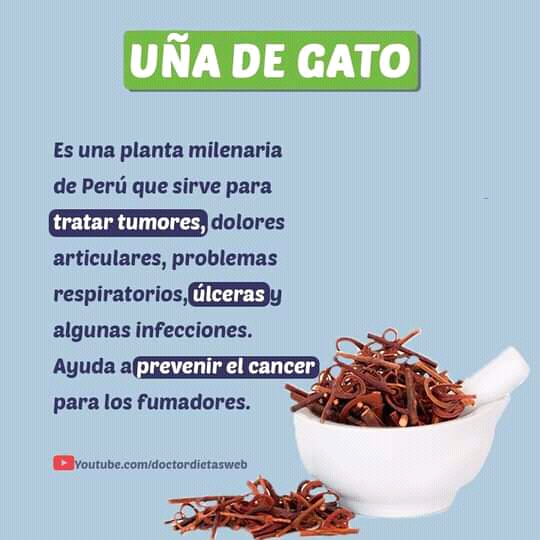 UÑA DE GATO
Es una planta milenaria
de Perú que sirve para
tratar tumores, dolores
articulares, problemas
respiratorios, úlceras y
algunas infecciones.
Ayuda a prevenir el cancer
para los fumadores.
Youtube.com/doctordietasweb